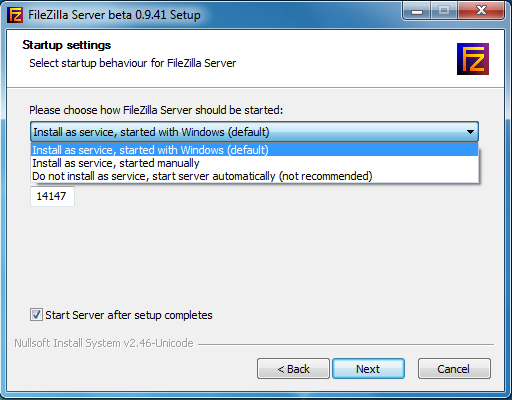 FileZilla Server beta 0.9.41 Setup
Startup settings
Select startup behaviour for FileZilla Server
FZ
Please choose how FileZilla Server should be started:
Install as service, started with Windows (default)
Install as service, started with Windows (default)
Install as service, started manually
Do not install as service, start server automatically (not recommended)
14147
Start Server after setup completes
Nullsoft Install System v2.46-Unicode
< Back
Next
Cancel